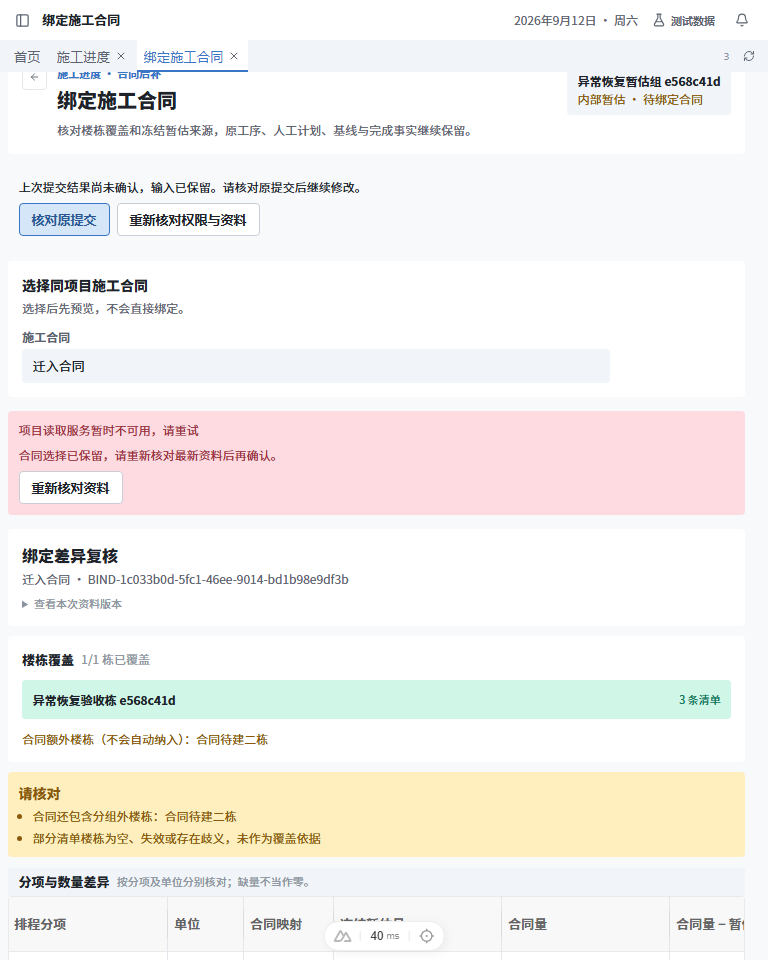 绑定施工合同
2026年9月12日 • 周六
测试数据
首页
施工进度
绑定施工合同
3
施工进度 • 合同后补
绑定施工合同
核对楼栋覆盖和冻结暂估来源，原工序、人工计划、基线与完成事实继续保留。
异常恢复暂估组 e568c41d
内部暂估 • 待绑定合同
上次提交结果尚未确认，输入已保留。请核对原提交后继续修改。
核对原提交
重新核对权限与资料
选择同项目施工合同
选择后先预览，不会直接绑定。
施工合同
迁入合同
项目读取服务暂时不可用，请重试
合同选择已保留，请重新核对最新资料后再确认。
重新核对资料
绑定差异复核
迁入合同 • BIND-1c033b0d-5fc1-46ee-9014-bd1b98e9df3b
查看本次资料版本
楼栋覆盖 1/1 栋已覆盖
异常恢复验收栋 e568c41d
3 条清单
合同额外楼栋（不会自动纳入）：合同待建二栋
请核对
合同还包含分组外楼栋：合同待建二栋
部分清单楼栋为空、失效或存在歧义，未作为覆盖依据
分项与数量差异 按分项及单位分别核对；缺量不当作零。
排程分项
单位
合同映射
合同量
合同量 − 暂
40 ms